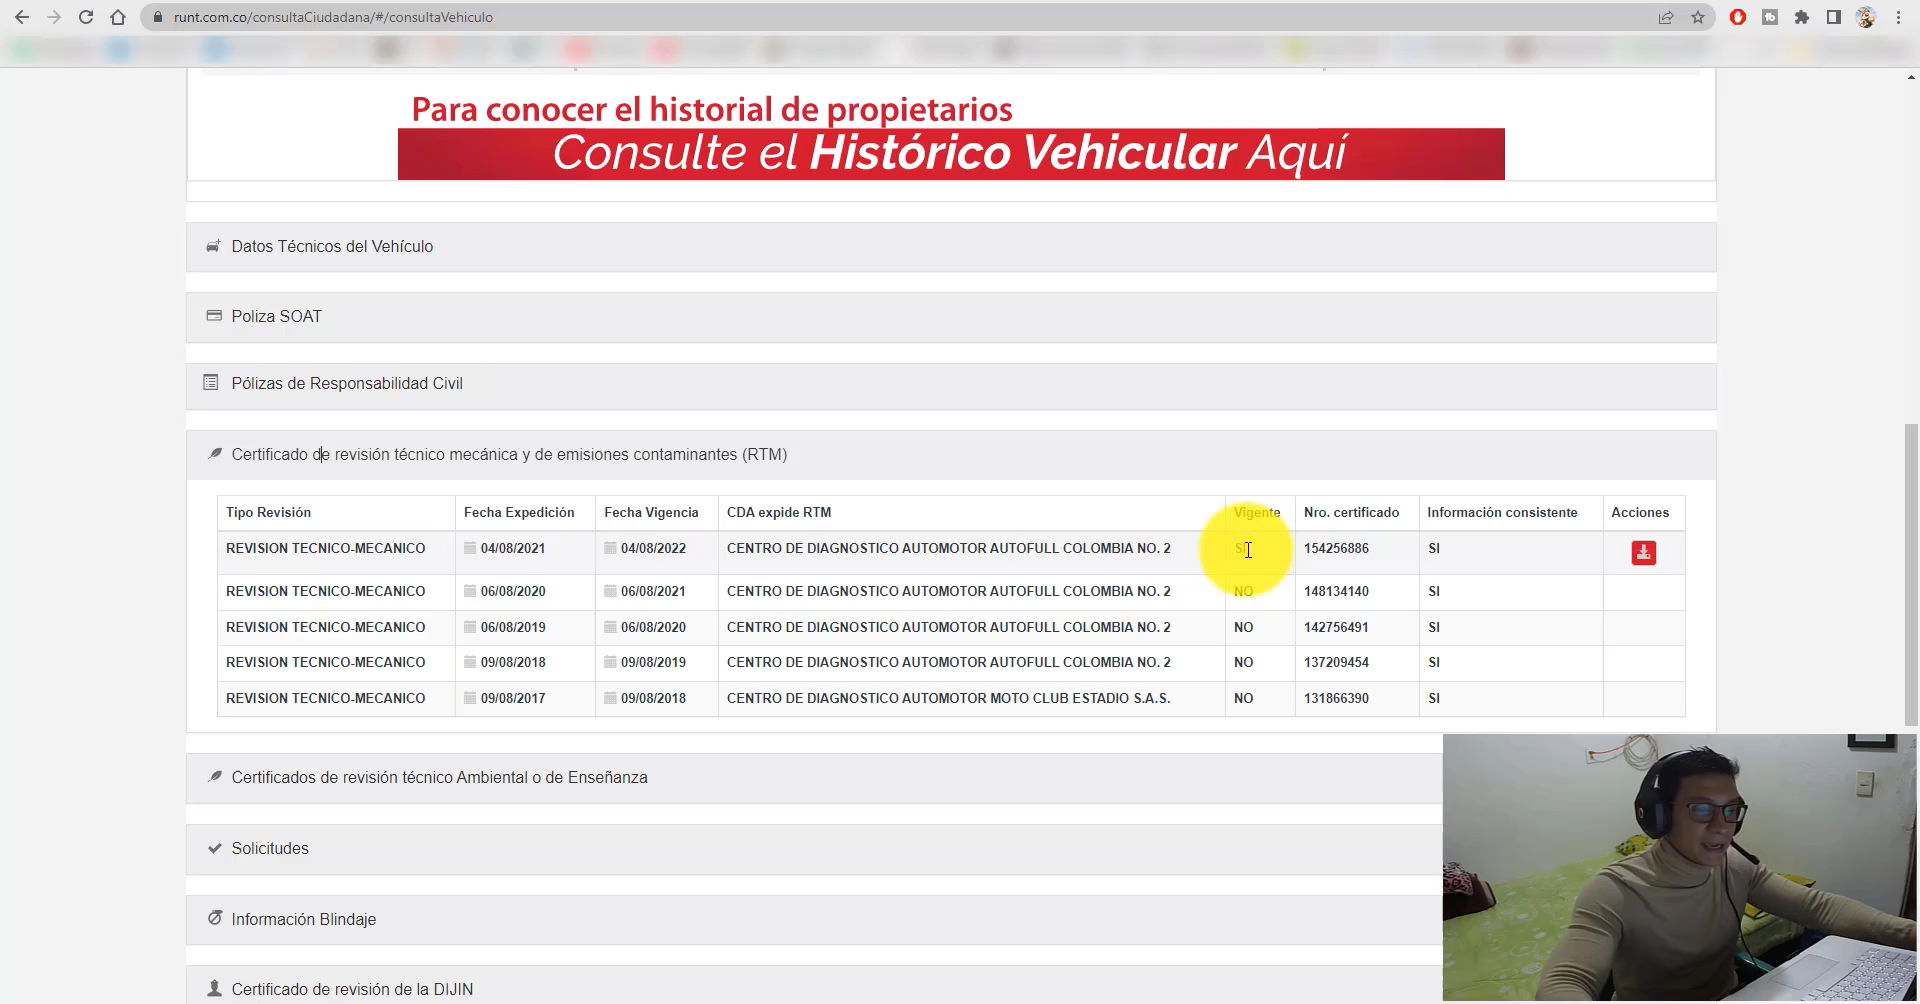 runt.com.co/consultaCiudadana/#/consultaVehiculo
Para conocer el historial de propietarios
Consulte el Histórico Vehicular Aquí
Datos Técnicos del Vehículo
Poliza SOAT
Pólizas de Responsabilidad Civil
Certificado de revisión técnico mecánica y de emisiones contaminantes (RTM)
Tipo Revisión Fecha Expedición Fecha Vigencia CDA expide RTM Vigente Nro. certificado Información consistente Acciones
REVISION TECNICO-MECANICO 04/08/2021 04/08/2022 CENTRO DE DIAGNOSTICO AUTOMOTOR AUTOFULL COLOMBIA NO. 2 SI 154256886 SI
REVISION TECNICO-MECANICO 06/08/2020 06/08/2021 CENTRO DE DIAGNOSTICO AUTOMOTOR AUTOFULL COLOMBIA NO. 2 NO 148134140 SI
REVISION TECNICO-MECANICO 06/08/2019 06/08/2020 CENTRO DE DIAGNOSTICO AUTOMOTOR AUTOFULL COLOMBIA NO. 2 NO 142756491 SI
REVISION TECNICO-MECANICO 09/08/2018 09/08/2019 CENTRO DE DIAGNOSTICO AUTOMOTOR AUTOFULL COLOMBIA NO. 2 NO 137209454 SI
REVISION TECNICO-MECANICO 09/08/2017 09/08/2018 CENTRO DE DIAGNOSTICO AUTOMOTOR MOTO CLUB ESTADIO S.A.S. NO 131866390 SI
Certificados de revisión técnico Ambiental o de Enseñanza
Solicitudes
Información Blindaje
Certificado de revisión de la DIJIN